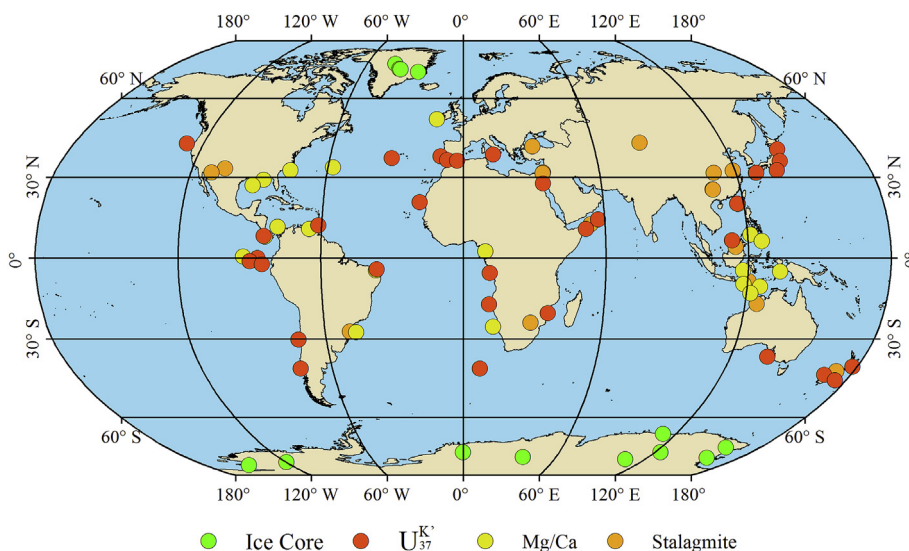 180° 120° W 60° W 0° 60° E 120° E 180°
60° N 60° N
30° N 30° N
0° 0°
30° S 30° S
60° S 60° S
180° 120° W 60° W 0° 60° E 120° E 180°
Ice Core U37K’ Mg/Ca Stalagmite